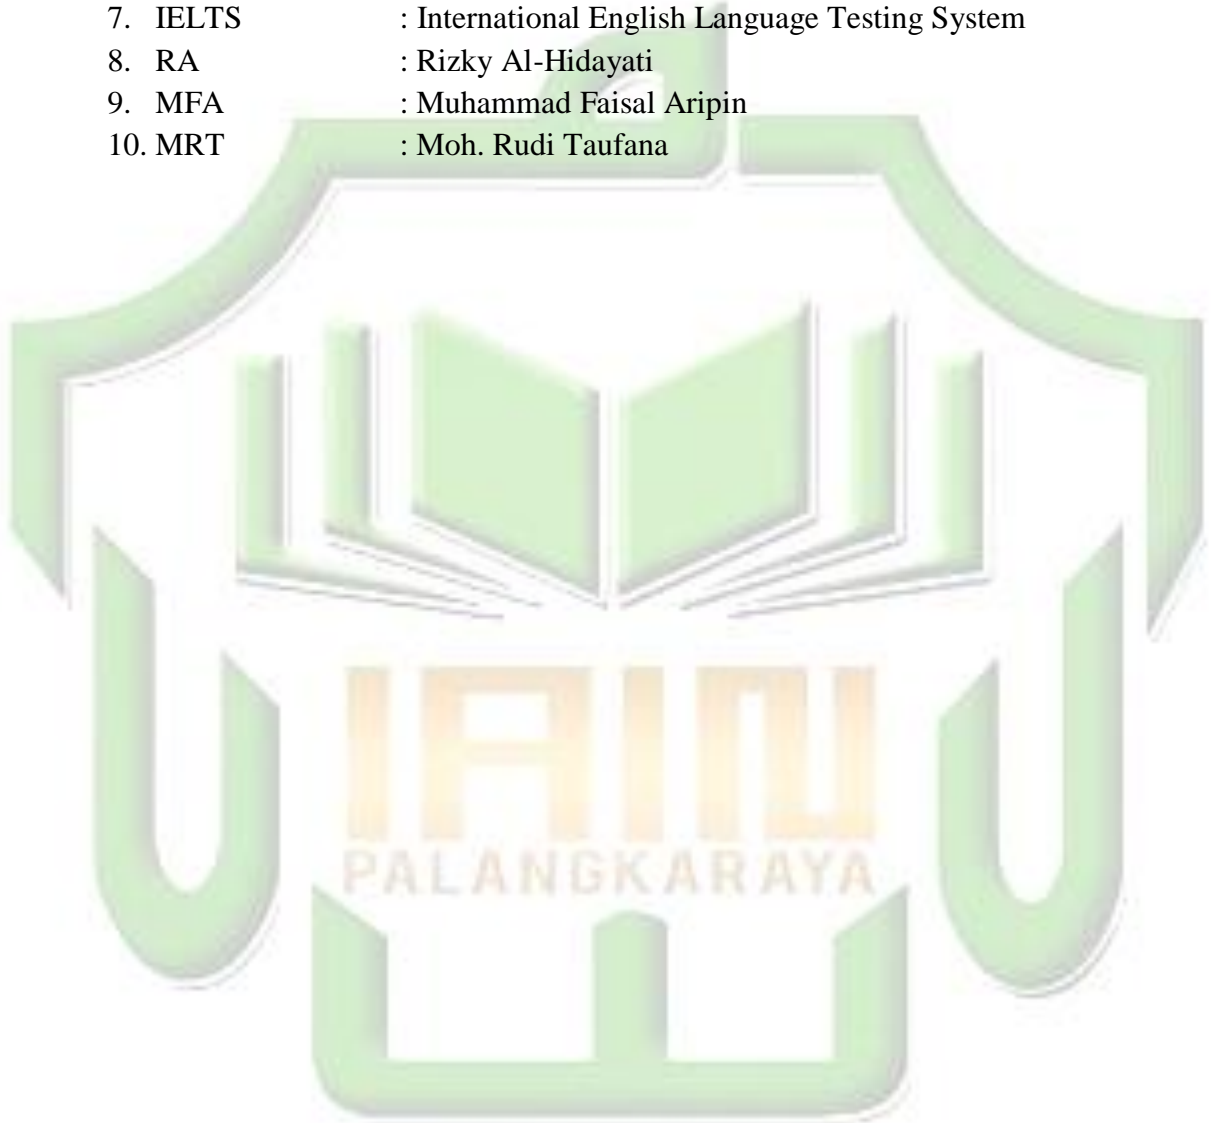 7. IELTS : International English Language Testing System
8. RA : Rizky Al-Hidayati
9. MFA : Muhammad Faisal Aripin
10. MRT : Moh. Rudi Taufana
IAIN
PALANGKARAYA